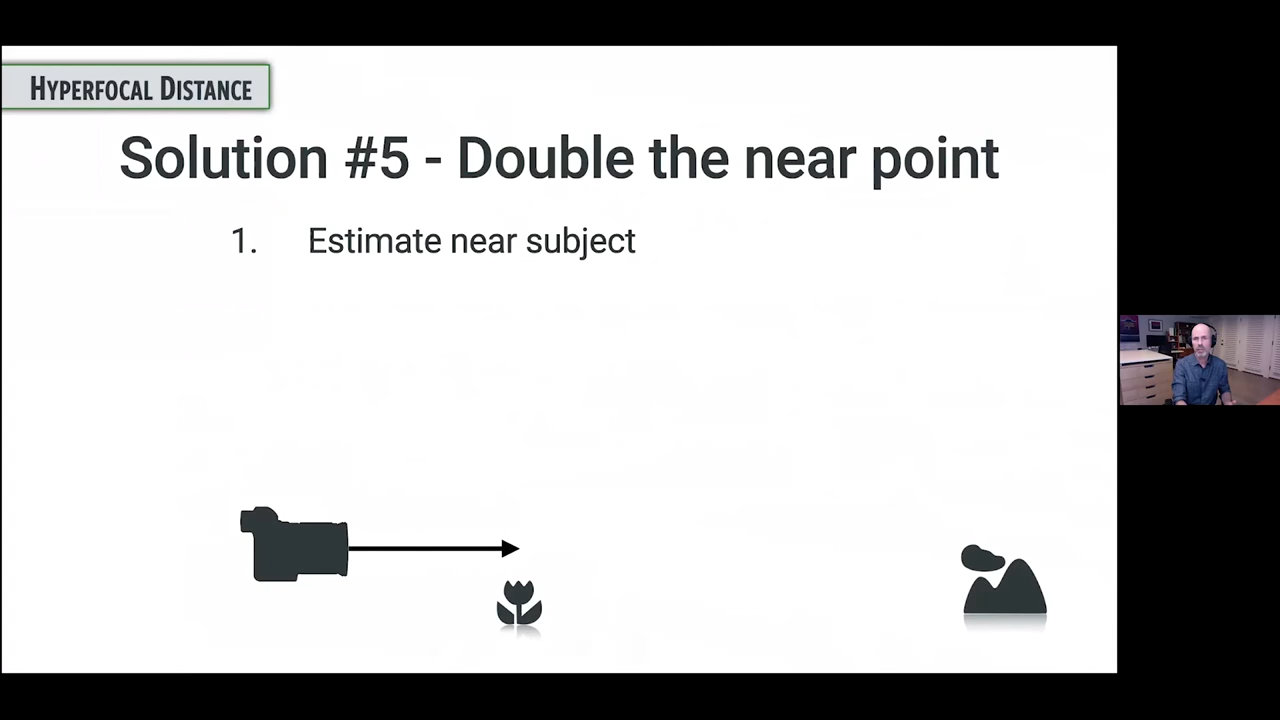 HYPERFOCAL DISTANCE
Solution #5 - Double the near point
1. Estimate near subject